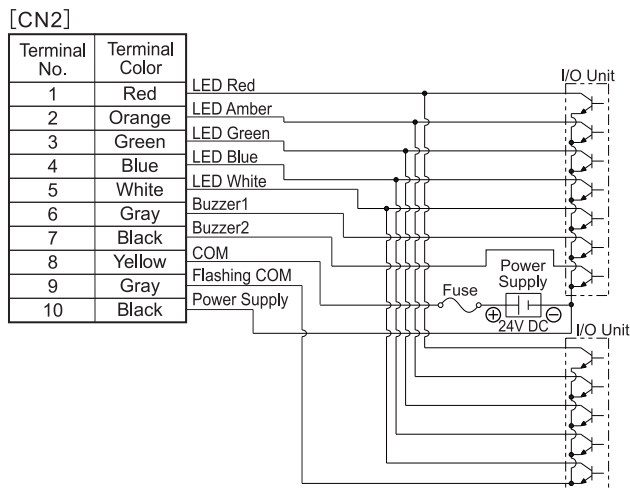 [CN2]
Terminal No. Terminal Color
1 Red LED Red
2 Orange LED Amber
3 Green LED Green
4 Blue LED Blue
5 White LED White
6 Gray Buzzer1
7 Black Buzzer2
8 Yellow COM
9 Gray Flashing COM
10 Black Power Supply
I/O Unit
Power
Supply
Fuse
⊕ ⊖
24V DC
I/O Unit